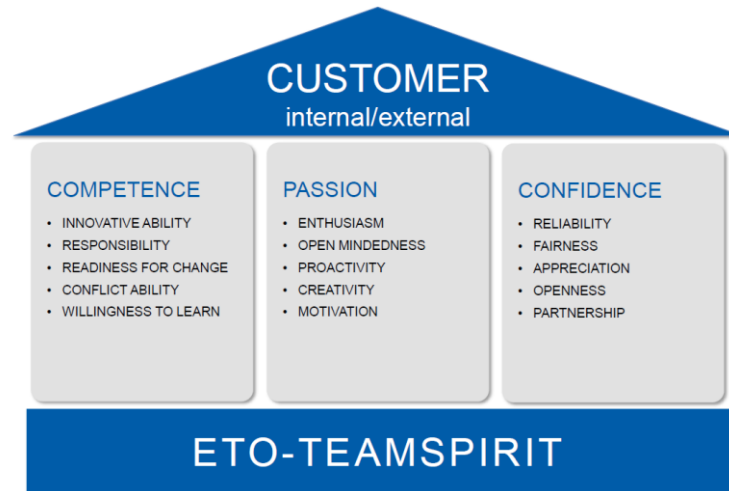 CUSTOMER
internal/external
COMPETENCE
• INNOVATIVE ABILITY
• RESPONSIBILITY
• READINESS FOR CHANGE
• CONFLICT ABILITY
• WILLINGNESS TO LEARN
PASSION
• ENTHUSIASM
• OPEN MINDEDNESS
• PROACTIVITY
• CREATIVITY
• MOTIVATION
CONFIDENCE
• RELIABILITY
• FAIRNESS
• APPRECIATION
• OPENNESS
• PARTNERSHIP
ETO-TEAMSPIRIT